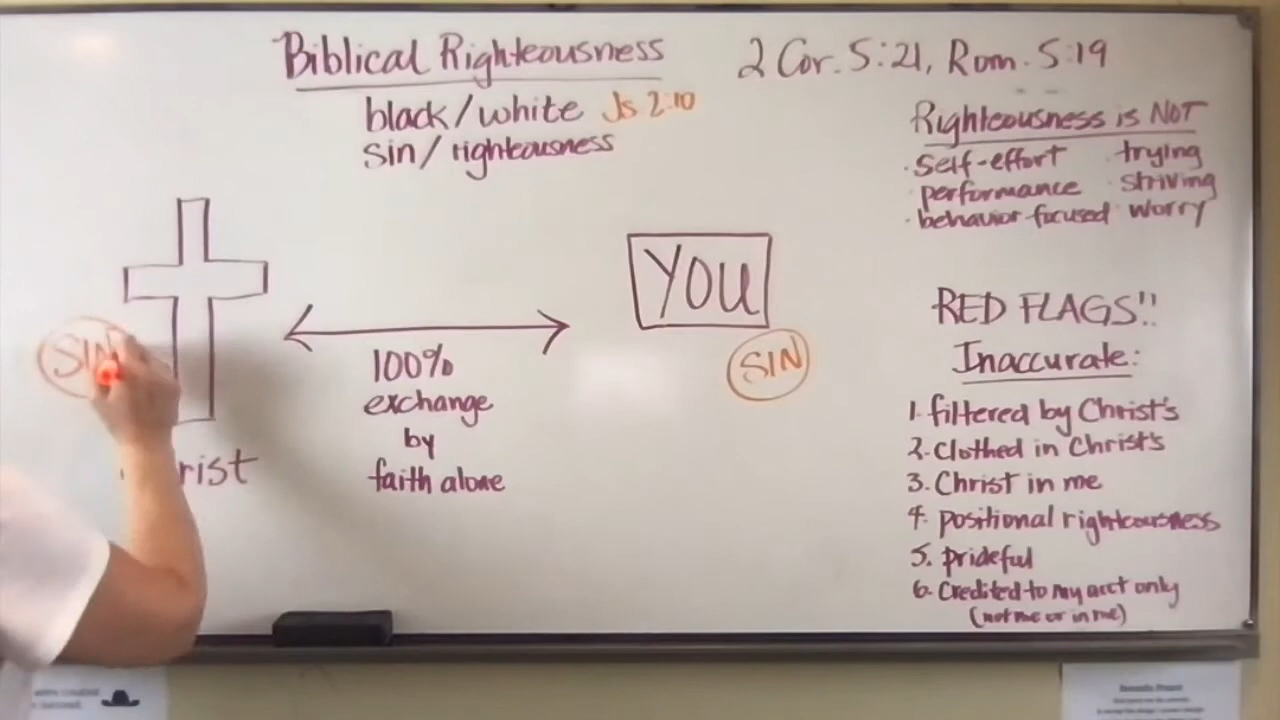 Biblical Righteousness
2 Cor. 5:21, Rom. 5:19
black/white Js 2:10
sin/righteousness
Righteousness is NOT
· Self-effort · trying
· performance · striving
· behavior-focused · worry
YOU
SIN
SIN
100%
exchange
by
faith alone
rist
RED FLAGS!!
Inaccurate:
1. filtered by Christ's
2. Clothed in Christ's
3. Christ in me
4. positional righteousness
5. prideful
6. Credited to my acct only
(not me or in me)